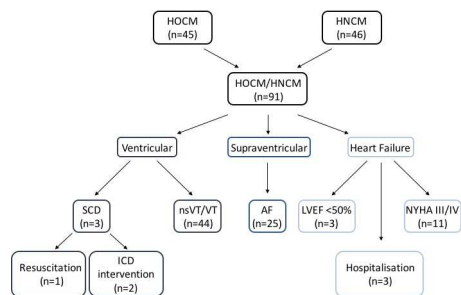 HOCM
(n=45)
HNCM
(n=46)
HOCM/HNCM
(n=91)
Ventricular
Supraventricular
Heart Failure
SCD
(n=3)
nsVT/VT
(n=44)
AF
(n=25)
LVEF <50%
(n=3)
NYHA III/IV
(n=11)
Resuscitation
(n=1)
ICD
intervention
(n=2)
Hospitalisation
(n=3)